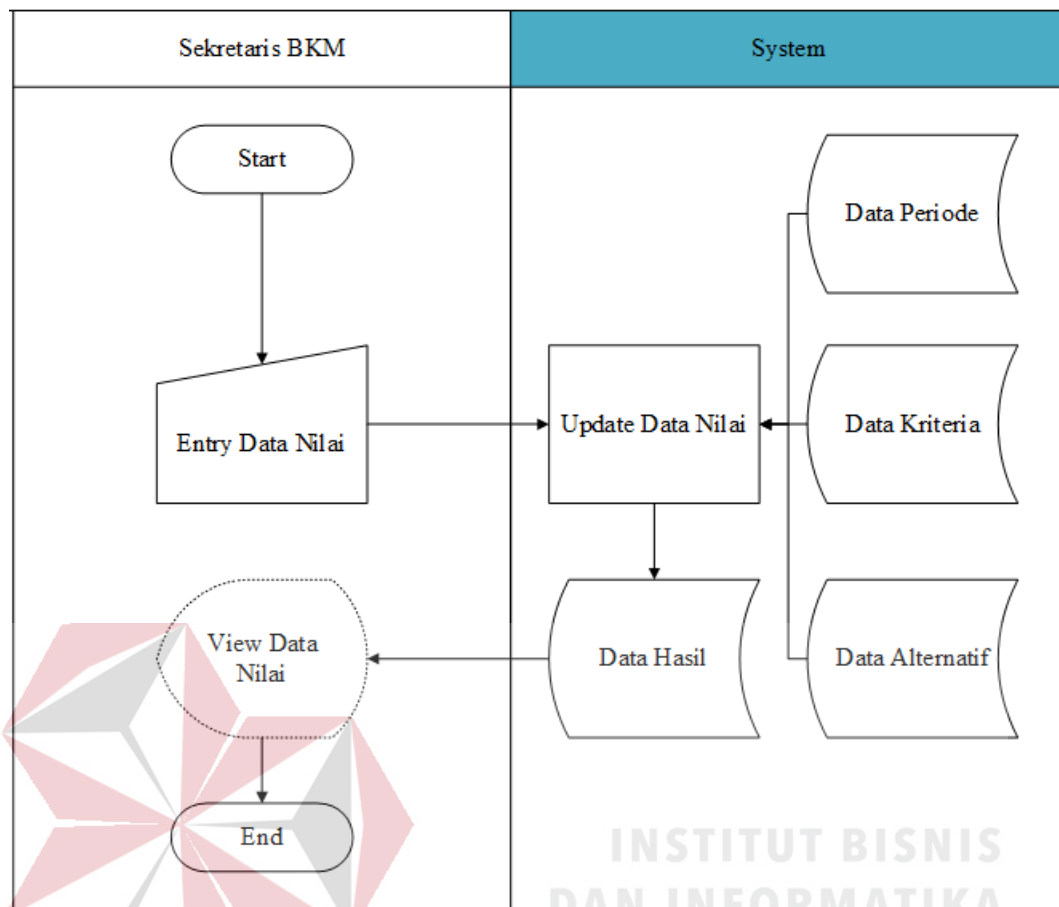 Sekretaris BKM
System
Start
Data Periode
Entry Data Nilai
Update Data Nilai
Data Kriteria
View Data
Nilai
Data Hasil
Data Alternatif
End
INSTITUT BISNIS
DAN INFORMATIKA